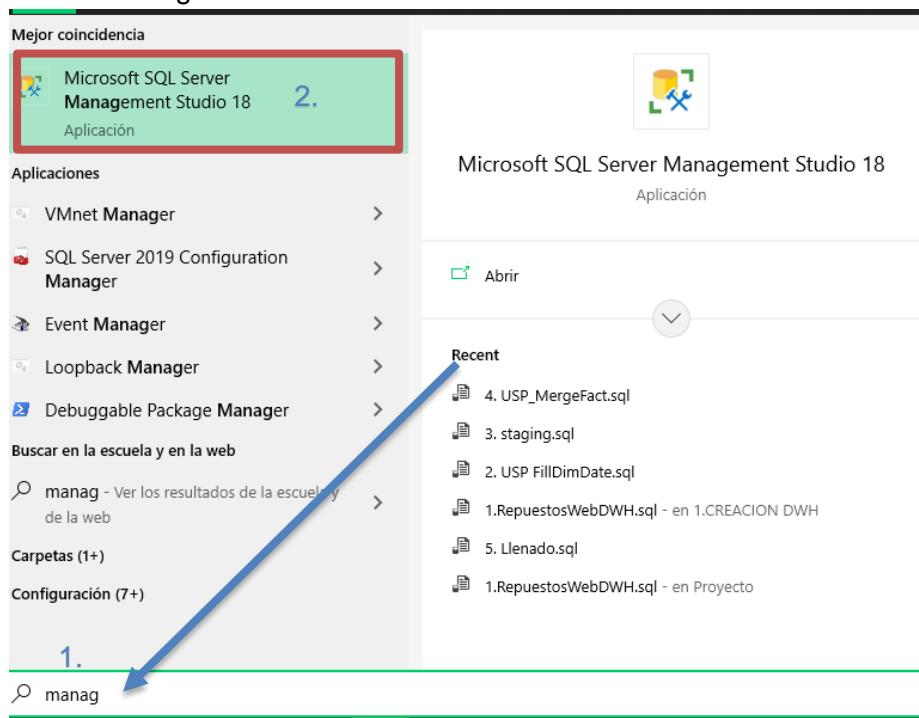 Mejor coincidencia
Microsoft SQL Server
Management Studio 18
2.
Aplicación
Aplicaciones
VMnet Manager
SQL Server 2019 Configuration
Manager
Event Manager
Loopback Manager
Debuggable Package Manager
Buscar en la escuela y en la web
manag - Ver los resultados de la escuela y
de la web
Carpetas (1+)
Configuración (7+)
1.
manag
Microsoft SQL Server Management Studio 18
Aplicación
Abrir
Recent
4. USP_MergeFact.sql
3. staging.sql
2. USP FillDimDate.sql
1.RepuestosWebDWH.sql - en 1.CREACION DWH
5. Llenado.sql
1.RepuestosWebDWH.sql - en Proyecto